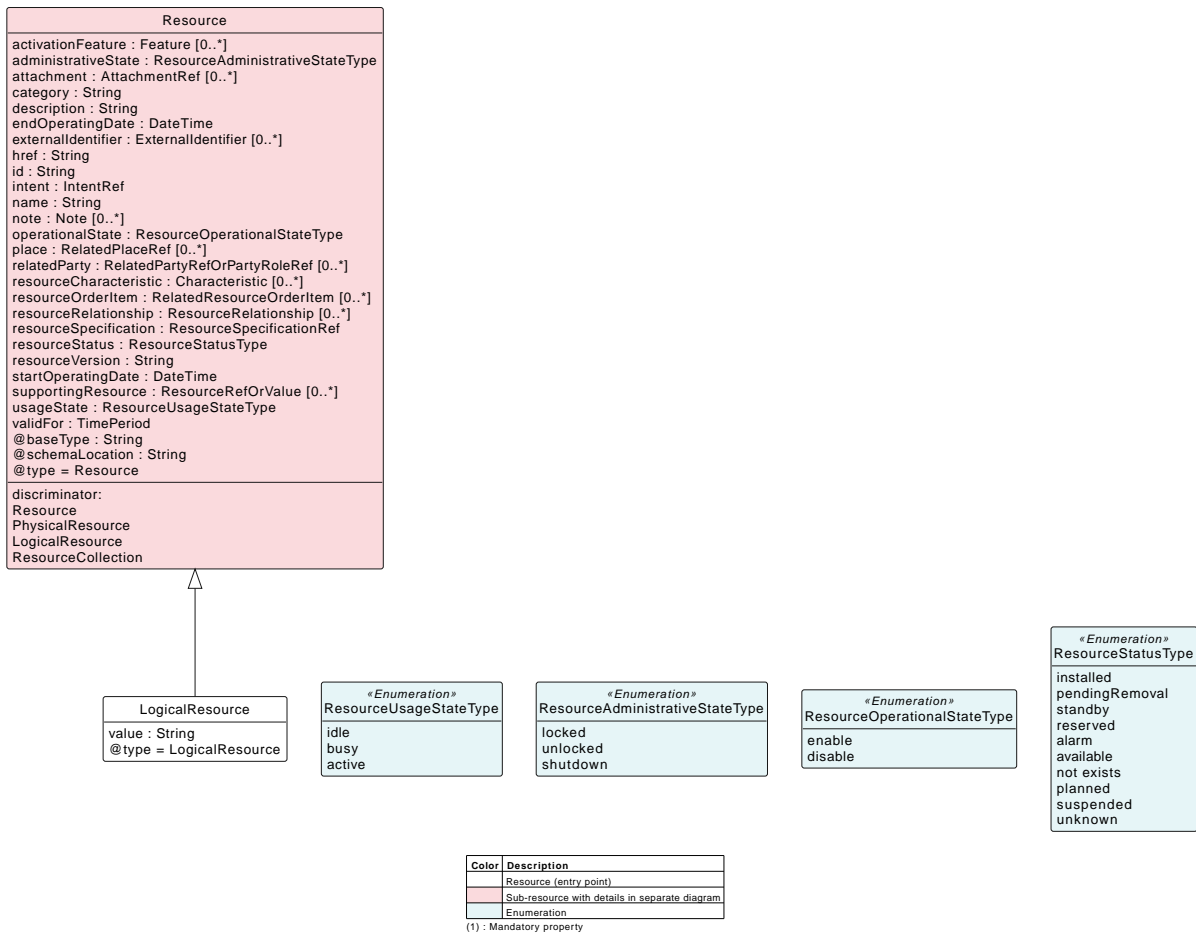 Resource
activationFeature : Feature [0..*]
administrativeState : ResourceAdministrativeStateType
attachment : AttachmentRef [0..*]
category : String
description : String
endOperatingDate : DateTime
externalIdentifier : ExternalIdentifier [0..*]
href : String
id : String
intent : IntentRef
name : String
note : Note [0..*]
operationalState : ResourceOperationalStateType
place : RelatedPlaceRef [0..*]
relatedParty : RelatedPartyRefOrPartyRoleRef [0..*]
resourceCharacteristic : Characteristic [0..*]
resourceOrderItem : RelatedResourceOrderItem [0..*]
resourceRelationship : ResourceRelationship [0..*]
resourceSpecification : ResourceSpecificationRef
resourceStatus : ResourceStatusType
resourceVersion : String
startOperatingDate : DateTime
supportingResource : ResourceRefOrValue [0..*]
usageState : ResourceUsageStateType
validFor : TimePeriod
@baseType : String
@schemaLocation : String
@type = Resource
discriminator:
Resource
PhysicalResource
LogicalResource
ResourceCollection
LogicalResource
value : String
@type = LogicalResource
«Enumeration»
ResourceUsageStateType
idle
busy
active
«Enumeration»
ResourceAdministrativeStateType
locked
unlocked
shutdown
«Enumeration»
ResourceOperationalStateType
enable
disable
«Enumeration»
ResourceStatusType
installed
pendingRemoval
standby
reserved
alarm
available
not exists
planned
suspended
unknown
Color Description
Resource (entry point)
Sub-resource with details in separate diagram
Enumeration
(1) : Mandatory property